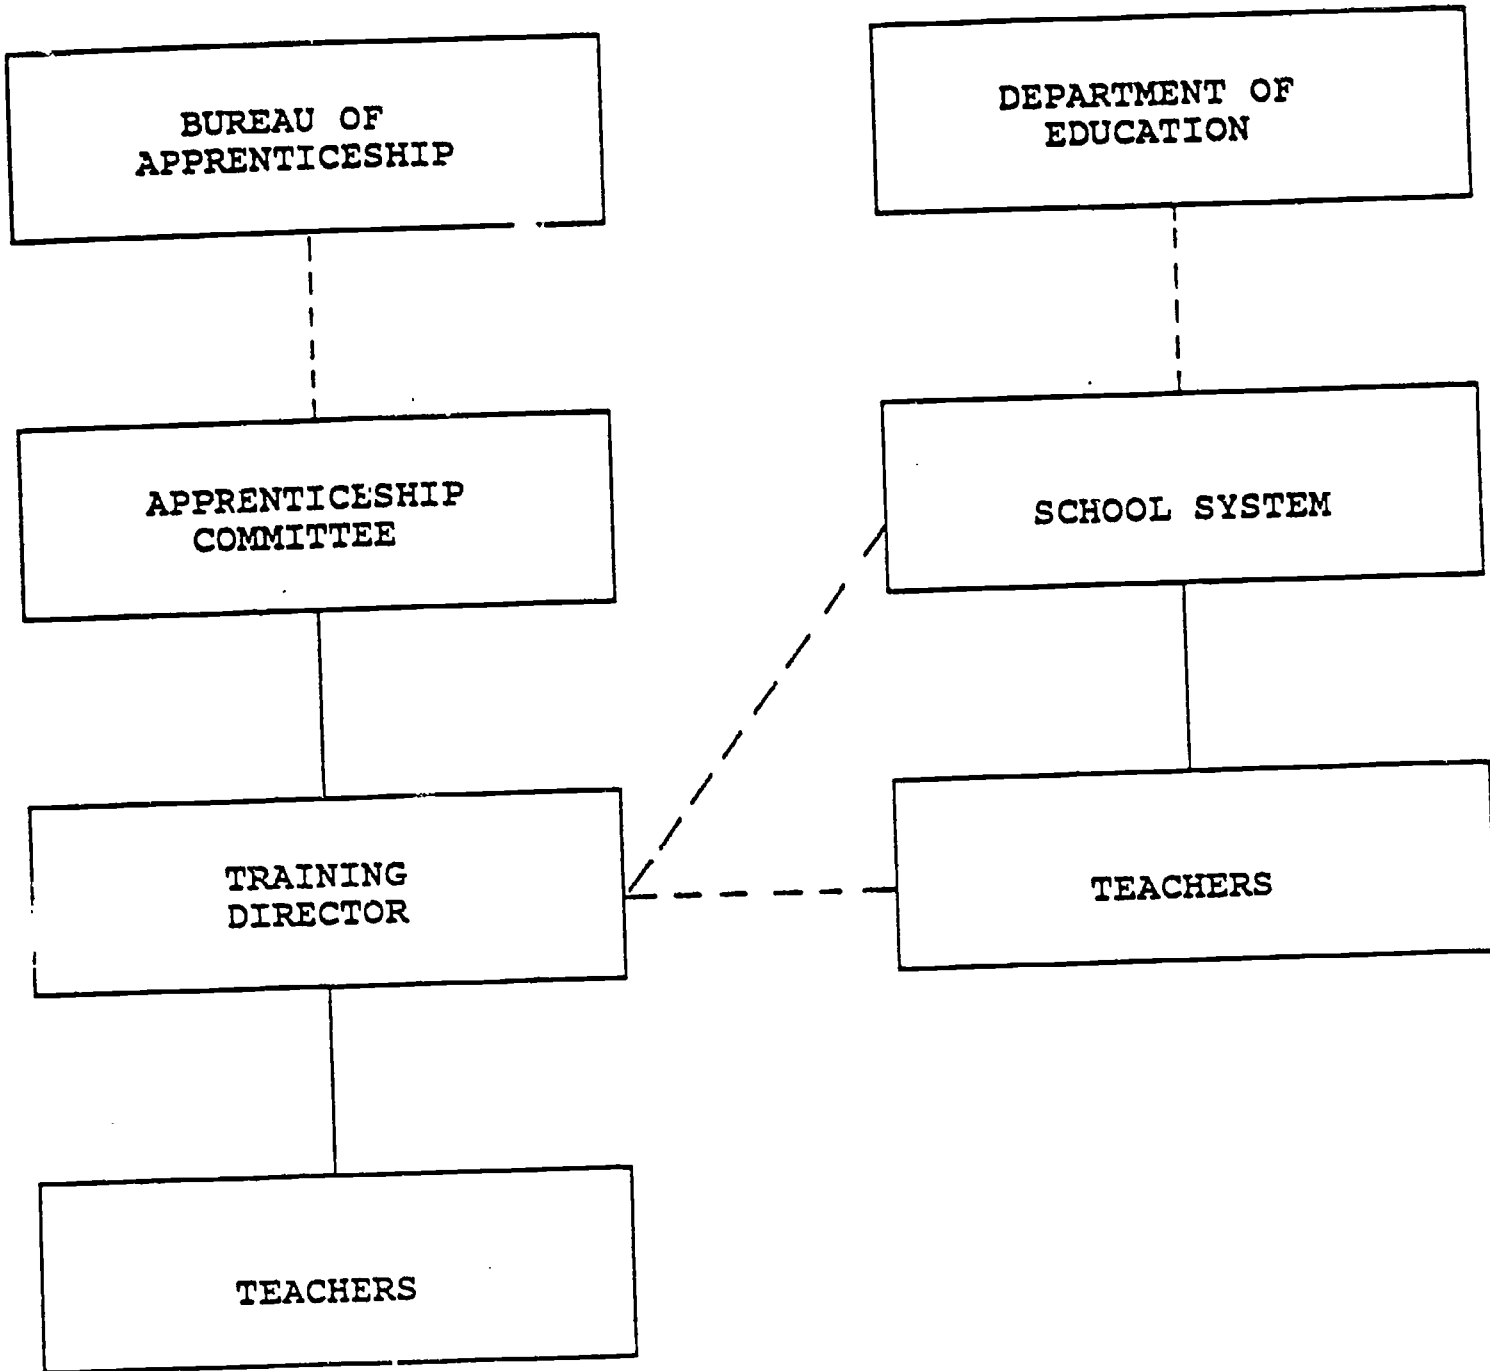 BUREAU OF
APPRENTICESHIP
DEPARTMENT OF
EDUCATION
APPRENTICESHIP
COMMITTEE
SCHOOL SYSTEM
TRAINING
DIRECTOR
TEACHERS
TEACHERS